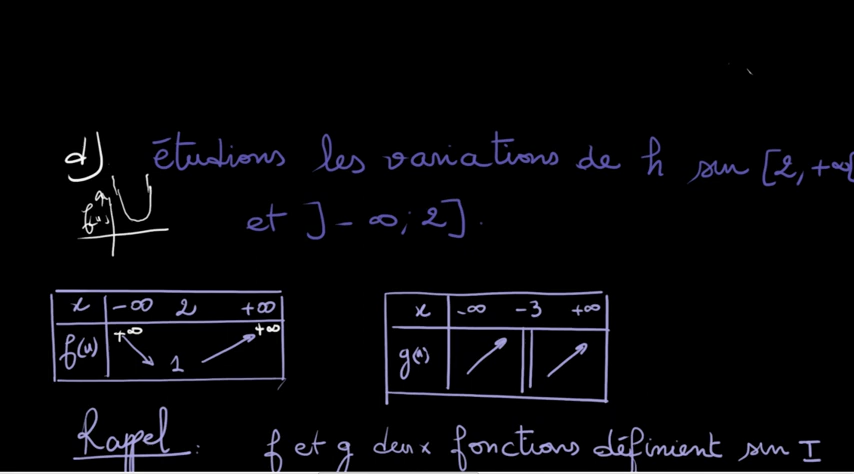 d) étudions les variations de h sur [2, +∞[
et ]-∞; 2].
f(x)
x -∞ 2 +∞
f(x) +∞ 1 +∞
x -∞ -3 +∞
g(x)
Rappel : f et g deux fonctions définient sur I